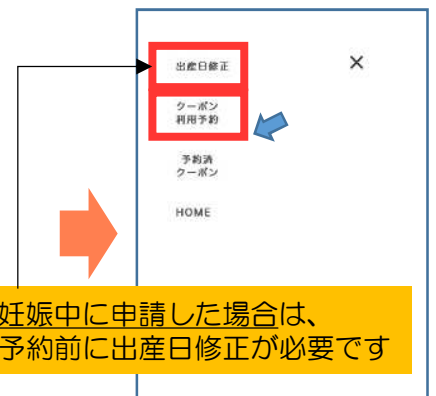 出産日修正
×
クーポン
利用予約
予約済
クーポン
HOME
妊娠中に申請した場合は、
予約前に出産日修正が必要です